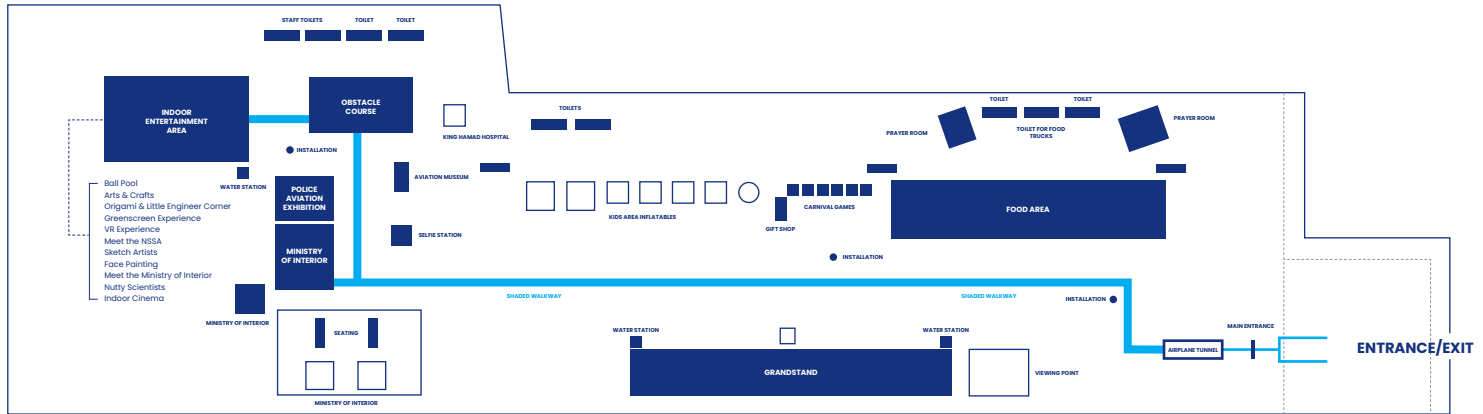 STAFF TOILETS
TOILET
TOILET
INDOOR
ENTERTAINMENT
AREA
OBSTACLE
COURSE
KING HAMAD HOSPITAL
TOILETS
TOILET
TOILET
TOILET FOR FOOD
TRUCKS
PRAYER ROOM
PRAYER ROOM
INSTALLATION
WATER STATION
POLICE
AVIATION
EXHIBITION
AVIATION MUSEUM
Ball Pool
Arts & Crafts
Origami & Little Engineer Corner
Greenscreen Experience
VR Experience
Meet the NSSA
Sketch Artists
Face Painting
Meet the Ministry of Interior
Nutty Scientists
Indoor Cinema
MINISTRY
OF INTERIOR
SELFIE STATION
KIDS AREA INFLATABLES
CARNIVAL GAMES
GIFT SHOP
FOOD AREA
INSTALLATION
SHADED WALKWAY
SHADED WALKWAY
INSTALLATION
MINISTRY OF INTERIOR
SEATING
MINISTRY OF INTERIOR
WATER STATION
WATER STATION
GRANDSTAND
VIEWING POINT
AIRPLANE TUNNEL
MAIN ENTRANCE
ENTRANCE/EXIT